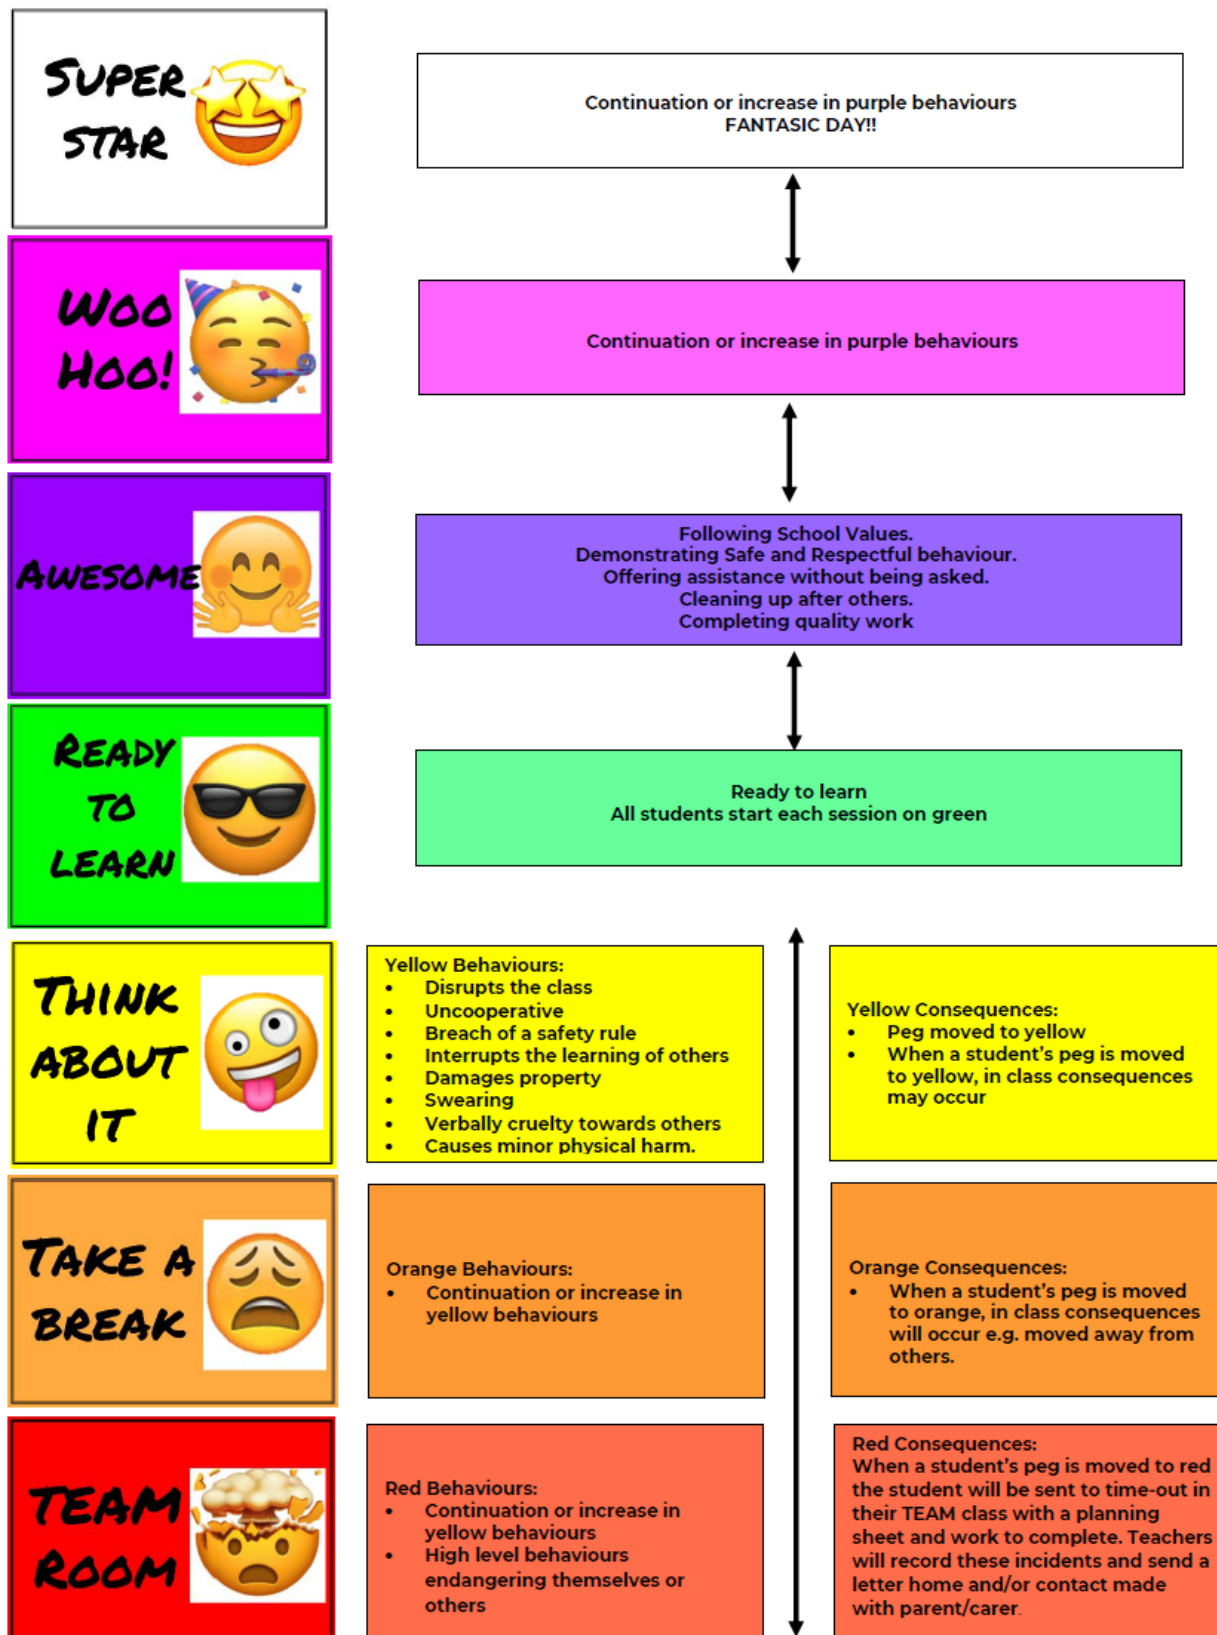 SUPER
STAR
Continuation or increase in purple behaviours
FANTASIC DAY!!
WOO
HOO!
Continuation or increase in purple behaviours
AWESOME
Following School Values.
Demonstrating Safe and Respectful behaviour.
Offering assistance without being asked.
Cleaning up after others.
Completing quality work
READY
TO
LEARN
Ready to learn
All students start each session on green
THINK
ABOUT
IT
Yellow Behaviours:
• Disrupts the class
• Uncooperative
• Breach of a safety rule
• Interrupts the learning of others
• Damages property
• Swearing
• Verbally cruelty towards others
• Causes minor physical harm.
Yellow Consequences:
• Peg moved to yellow
• When a student's peg is moved
to yellow, in class consequences
may occur
TAKE A
BREAK
Orange Behaviours:
• Continuation or increase in
yellow behaviours
Orange Consequences:
• When a student's peg is moved
to orange, in class consequences
will occur e.g. moved away from
others.
TEAM
ROOM
Red Behaviours:
• Continuation or increase in
yellow behaviours
• High level behaviours
endangering themselves or
others
Red Consequences:
When a student's peg is moved to red
the student will be sent to time-out in
their TEAM class with a planning
sheet and work to complete. Teachers
will record these incidents and send a
letter home and/or contact made
with parent/carer.